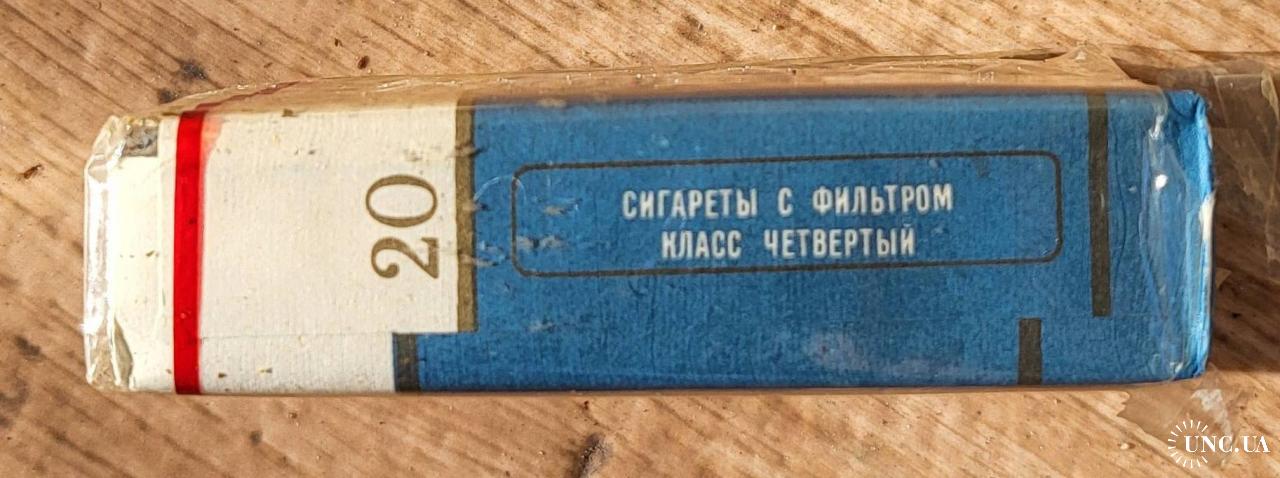 20
СИГАРЕТЫ С ФИЛЬТРОМ
КЛАСС ЧЕТВЕРТЫЙ
UNC.UA